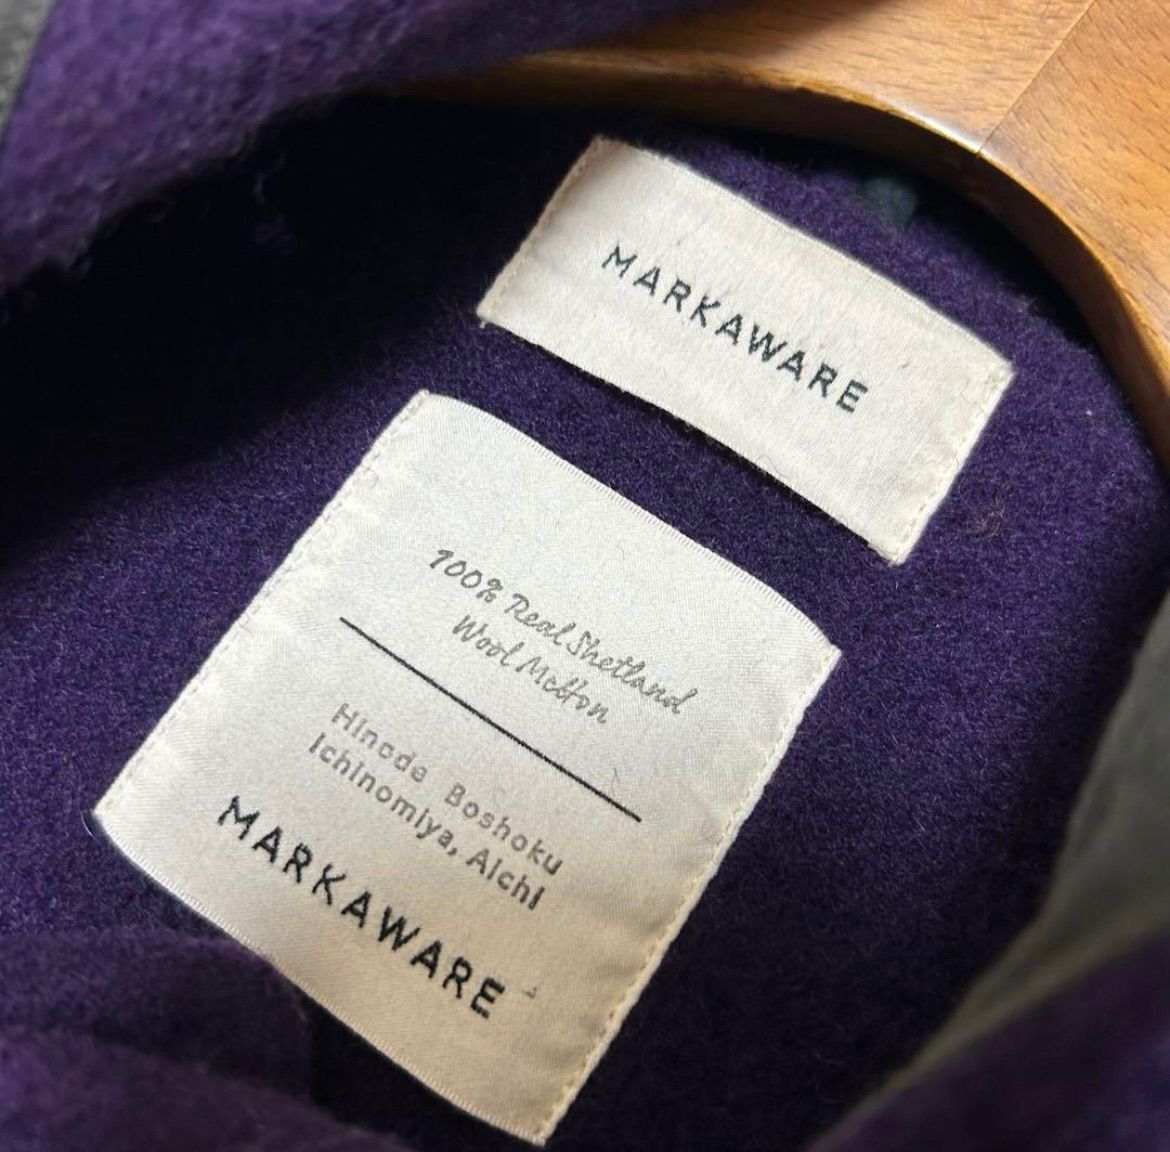 MARKAWARE
100% Real Shetland
Wool Melton
Hinode Boshoku
Ichinomiya, Aichi
MARKAWARE